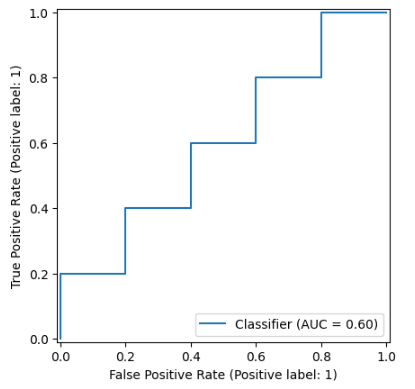 1.0
0.8
0.6
0.4
0.2
0.0
True Positive Rate (Positive label: 1)
Classifier (AUC = 0.60)
0.0 0.2 0.4 0.6 0.8 1.0
False Positive Rate (Positive label: 1)